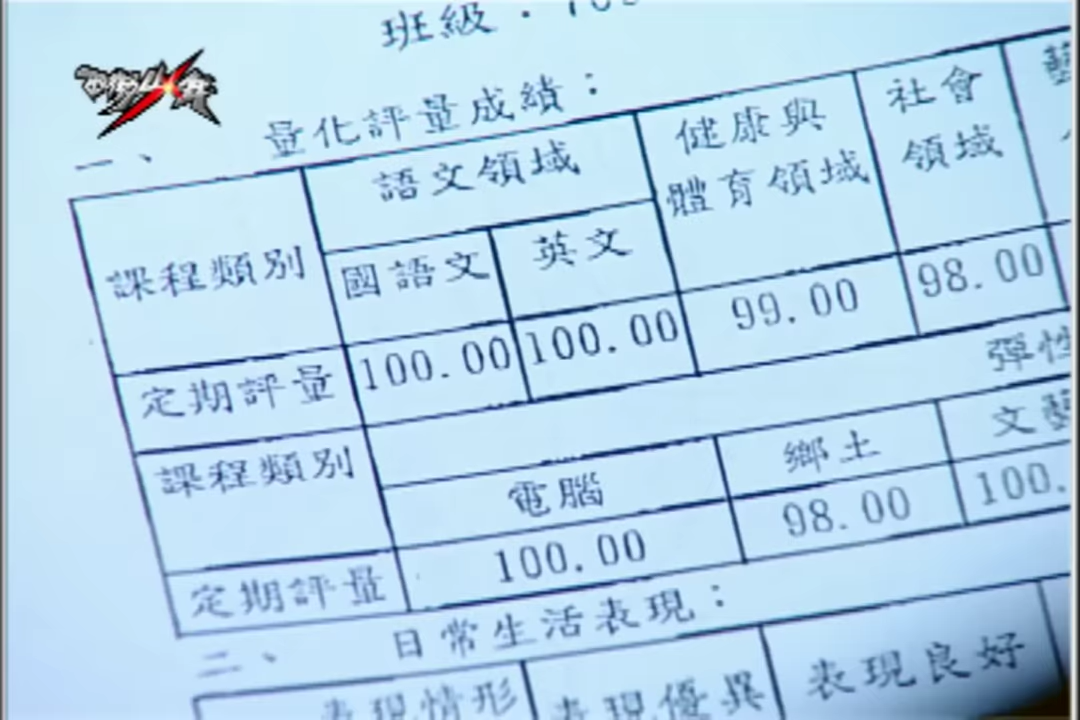 班級：
一、 量化評量成績：
課程類別 語文領域 健康與體育領域 社會領域
國語文 英文
定期評量 100.00 100.00 99.00 98.00
課程類別 彈性
電腦 鄉土 文藝
定期評量 100.00 98.00 100.
二、 日常生活表現：
表現情形 表現優異 表現良好